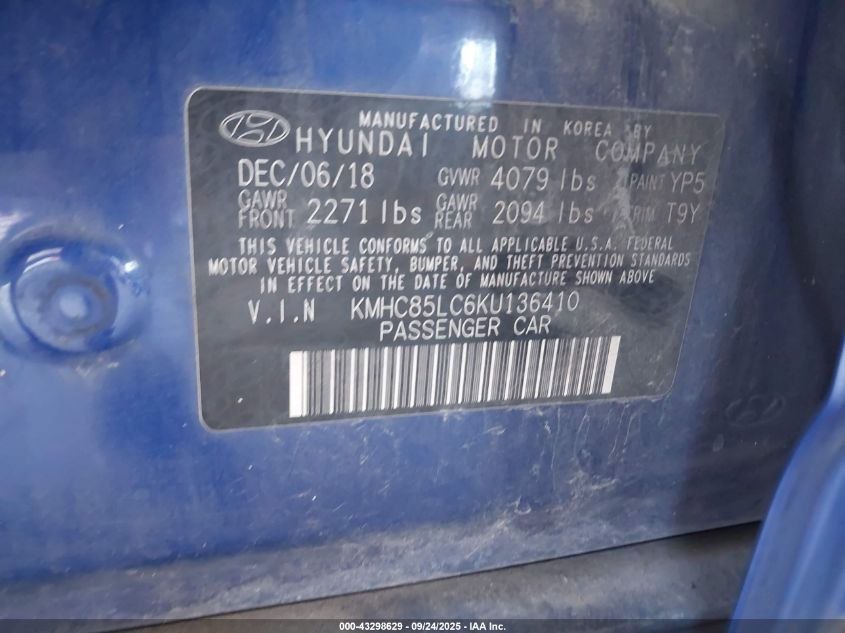 MANUFACTURED IN KOREA BY
HYUNDAI MOTOR COMPANY
DEC/06/18 GVWR 4079 lbs PAINT YP5
GAWR FRONT 2271 lbs GAWR REAR 2094 lbs TRIM T9Y
THIS VEHICLE CONFORMS TO ALL APPLICABLE U.S.A. FEDERAL
MOTOR VEHICLE SAFETY, BUMPER, AND THEFT PREVENTION STANDARDS
IN EFFECT ON THE DATE OF MANUFACTURE SHOWN ABOVE
V.I.N KMHC85LC6KU136410
PASSENGER CAR
000-43298629 - 09/24/2025 - IAA Inc.